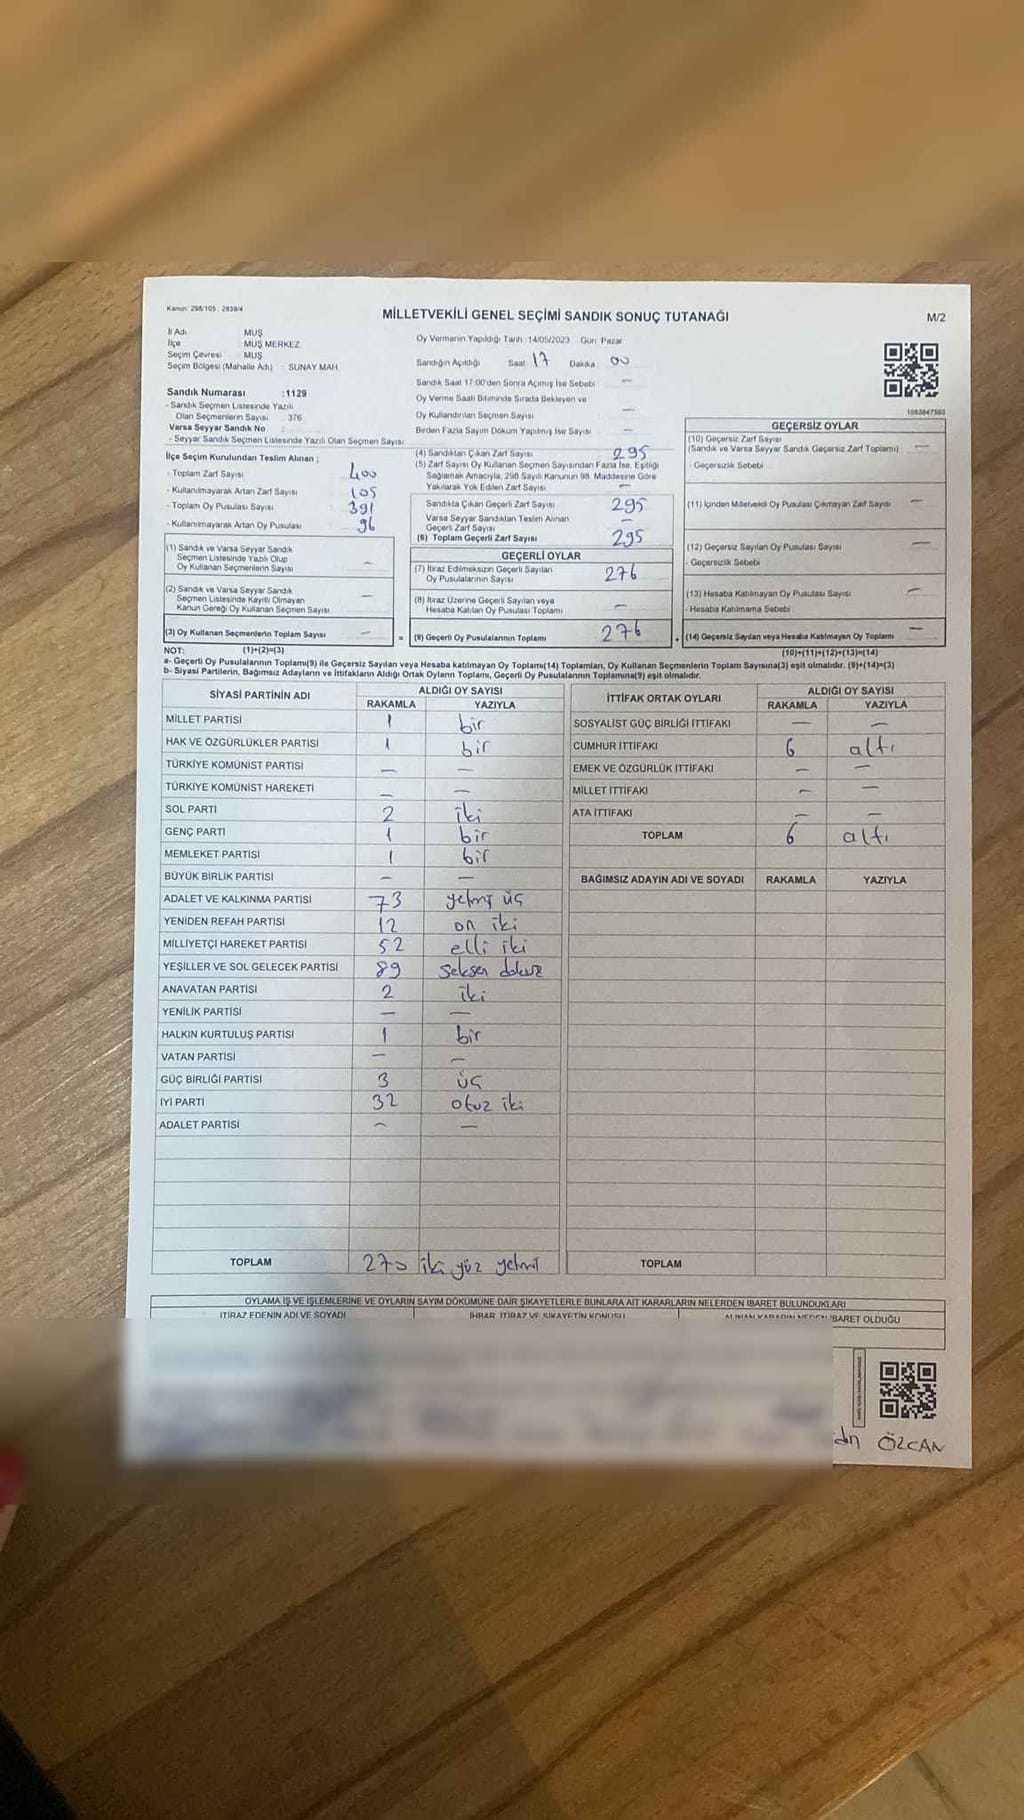 Kanun: 298/105 : 2839/4
MİLLETVEKİLİ GENEL SEÇİMİ SANDIK SONUÇ TUTANAĞI
M/2
İl Adı MUŞ
İlçe MUŞ MERKEZ
Seçim Çevresi MUŞ
Seçim Bölgesi (Mahalle Adı) : SUNAY MAH.
Sandık Numarası :1129
- Sandık Seçmen Listesinde Yazılı
Olan Seçmenlerin Sayısı : 376
Varsa Seyyar Sandık No :
- Seyyar Sandık Seçmen Listesinde Yazılı Olan Seçmen Sayısı:
İlçe Seçim Kurulundan Teslim Alınan ;
- Toplam Zarf Sayısı 400
- Kullanılmayarak Artan Zarf Sayısı 105
- Toplam Oy Pusulası Sayısı 391
- Kullanılmayarak Artan Oy Pusulası 96
(1) Sandık ve Varsa Seyyar Sandık
Seçmen Listesinde Yazılı Olup
Oy Kullanan Seçmenlerin Sayısı —
(2) Sandık ve Varsa Seyyar Sandık
Seçmen Listesinde Kayıtlı Olmayan
Kanun Gereği Oy Kullanan Seçmen Sayısı —
(3) Oy Kullanan Seçmenlerin Toplam Sayısı —
Oy Vermenin Yapıldığı Tarih :14/05/2023 Gün: Pazar
Sandığın Açıldığı Saat 17 Dakika 00
Sandık Saat 17.00'den Sonra Açılmış İse Sebebi —
Oy Verme Saati Bitiminde Sırada Bekleyen ve
Oy Kullandırılan Seçmen Sayısı —
Birden Fazla Sayım Döküm Yapılmış İse Sayısı —
(4) Sandıktan Çıkan Zarf Sayısı 295
(5) Zarf Sayısı Oy Kullanan Seçmen Sayısından Fazla İse, Eşitliği
Sağlamak Amacıyla, 298 Sayılı Kanunun 98. Maddesine Göre
Yakılarak Yok Edilen Zarf Sayısı —
Sandıkta Çıkan Geçerli Zarf Sayısı 295
Varsa Seyyar Sandıktan Teslim Alınan
Geçerli Zarf Sayısı —
(6) Toplam Geçerli Zarf Sayısı 295
GEÇERLİ OYLAR
(7) İtiraz Edilmeksizin Geçerli Sayılan
Oy Pusulalarının Sayısı 276
(8) İtiraz Üzerine Geçerli Sayılan veya
Hesaba Katılan Oy Pusulası Toplamı —
= (9) Geçerli Oy Pusulalarının Toplamı 276
1083847503
GEÇERSİZ OYLAR
(10) Geçersiz Zarf Sayısı
(Sandık ve Varsa Seyyar Sandık Geçersiz Zarf Toplamı) —
- Geçersizlik Sebebi
(11) İçinden Milletvekili Oy Pusulası Çıkmayan Zarf Sayısı —
(12) Geçersiz Sayılan Oy Pusulası Sayısı —
- Geçersizlik Sebebi
(13) Hesaba Katılmayan Oy Pusulası Sayısı —
- Hesaba Katılmama Sebebi :
+ (14) Geçersiz Sayılan veya Hesaba Katılmayan Oy Toplamı —
NOT: (1)+(2)=(3) (10)+(11)+(12)+(13)=(14)
a- Geçerli Oy Pusulalarının Toplamı(9) ile Geçersiz Sayılan veya Hesaba katılmayan Oy Toplamı(14) Toplamları, Oy Kullanan Seçmenlerin Toplam Sayısına(3) eşit olmalıdır. (9)+(14)=(3)
b- Siyasi Partilerin, Bağımsız Adayların ve İttifakların Aldığı Ortak Oyların Toplamı, Geçerli Oy Pusulalarının Toplamına(9) eşit olmalıdır.
SİYASİ PARTİNİN ADI ALDIĞI OY SAYISI
RAKAMLA YAZIYLA
MİLLET PARTİSİ 1 bir
HAK VE ÖZGÜRLÜKLER PARTİSİ 1 bir
TÜRKİYE KOMÜNİST PARTİSİ — —
TÜRKİYE KOMÜNİST HAREKETİ — —
SOL PARTİ 2 iki
GENÇ PARTİ 1 bir
MEMLEKET PARTİSİ 1 bir
BÜYÜK BİRLİK PARTİSİ — —
ADALET VE KALKINMA PARTİSİ 73 yetmiş üç
YENİDEN REFAH PARTİSİ 12 on iki
MİLLİYETÇİ HAREKET PARTİSİ 52 elli iki
YEŞİLLER VE SOL GELECEK PARTİSİ 89 seksen dokuz
ANAVATAN PARTİSİ 2 iki
YENİLİK PARTİSİ — —
HALKIN KURTULUŞ PARTİSİ 1 bir
VATAN PARTİSİ — —
GÜÇ BİRLİĞİ PARTİSİ 3 üç
İYİ PARTİ 32 otuz iki
ADALET PARTİSİ — —
TOPLAM 270 iki yüz yetmiş
İTTİFAK ORTAK OYLARI ALDIĞI OY SAYISI
RAKAMLA YAZIYLA
SOSYALİST GÜÇ BİRLİĞİ İTTİFAKI — —
CUMHUR İTTİFAKI 6 altı
EMEK VE ÖZGÜRLÜK İTTİFAKI — —
MİLLET İTTİFAKI — —
ATA İTTİFAKI — —
TOPLAM 6 altı
BAĞIMSIZ ADAYIN ADI VE SOYADI RAKAMLA YAZIYLA
TOPLAM
OYLAMA İŞ VE İŞLEMLERİNE VE OYLARIN SAYIM DÖKÜMÜNE DAİR ŞİKAYETLERLE BUNLARA AİT KARARLARIN NELERDEN İBARET BULUNDUKLARI
İTİRAZ EDENİN ADI VE SOYADI İHBAR, İTİRAZ VE ŞİKAYETİN KONUSU ALINAN KARARIN NEDEN İBARET OLDUĞU
ÖZCAN